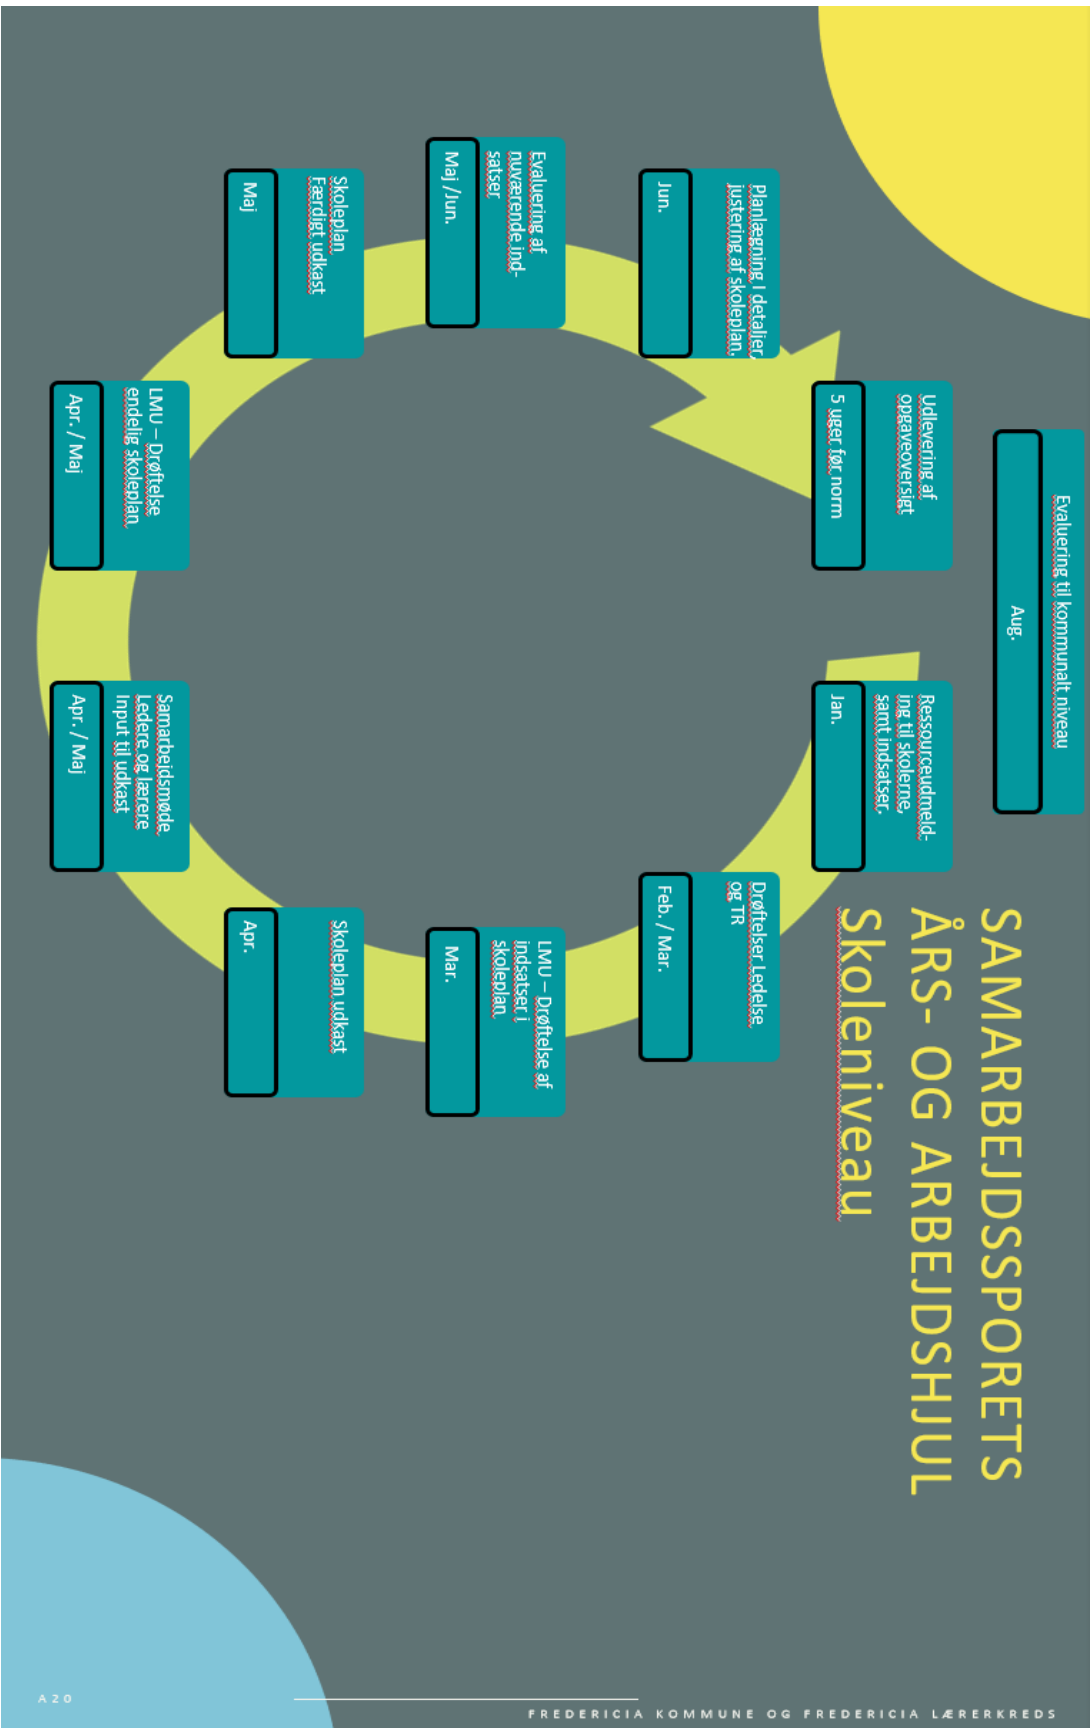 SAMARBEJDSSPORETS
ÅRS- OG ARBEJDSHJUL
Skoleniveau
Evaluering til kommunalt niveau
Aug.
Ressourceudmeld-
ing til skolerne,
samt indsatser.
Jan.
Drøftelser Ledelse
og TR
Feb. / Mar.
LMU – Drøftelse af
indsatser i
skoleplan
Mar.
Skoleplan udkast
Apr.
Samarbejdsmøde
Ledere og lærere
Input til udkast
Apr. / Maj
LMU – Drøftelse
endelig skoleplan
Apr. / Maj
Skoleplan
Færdigt udkast
Maj
Evaluering af
nuværende ind-
satser
Maj /Jun.
Planlægning I detaljer,
justering af skoleplan.
Jun.
Udlevering af
opgaveoversigt
5 uger før norm
FREDERICIA KOMMUNE OG FREDERICIA LÆRERKREDS
A20